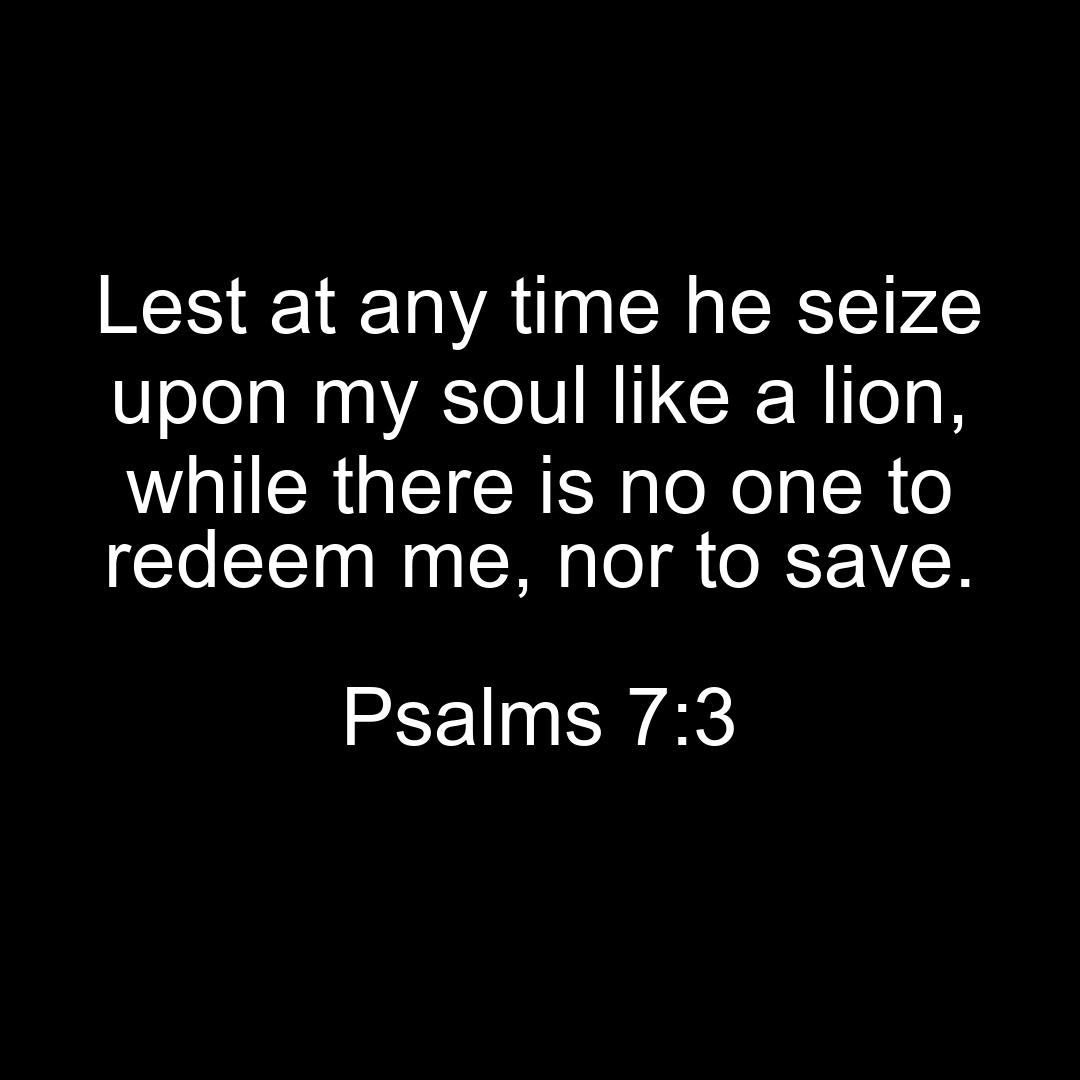 Lest at any time he seize
upon my soul like a lion,
while there is no one to
redeem me, nor to save.
Psalms 7:3